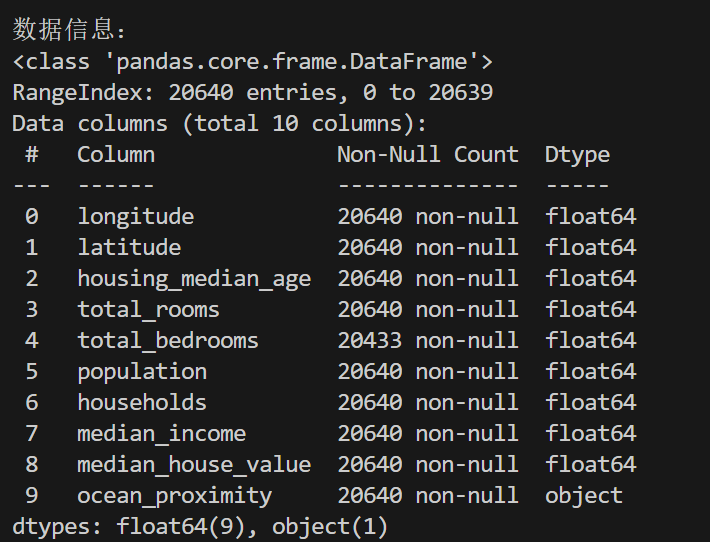 数据信息:
<class 'pandas.core.frame.DataFrame'>
RangeIndex: 20640 entries, 0 to 20639
Data columns (total 10 columns):
 #   Column              Non-Null Count  Dtype
---  ------              --------------  -----
 0   longitude           20640 non-null  float64
 1   latitude            20640 non-null  float64
 2   housing_median_age  20640 non-null  float64
 3   total_rooms         20640 non-null  float64
 4   total_bedrooms      20433 non-null  float64
 5   population          20640 non-null  float64
 6   households          20640 non-null  float64
 7   median_income       20640 non-null  float64
 8   median_house_value  20640 non-null  float64
 9   ocean_proximity     20640 non-null  object
dtypes: float64(9), object(1)